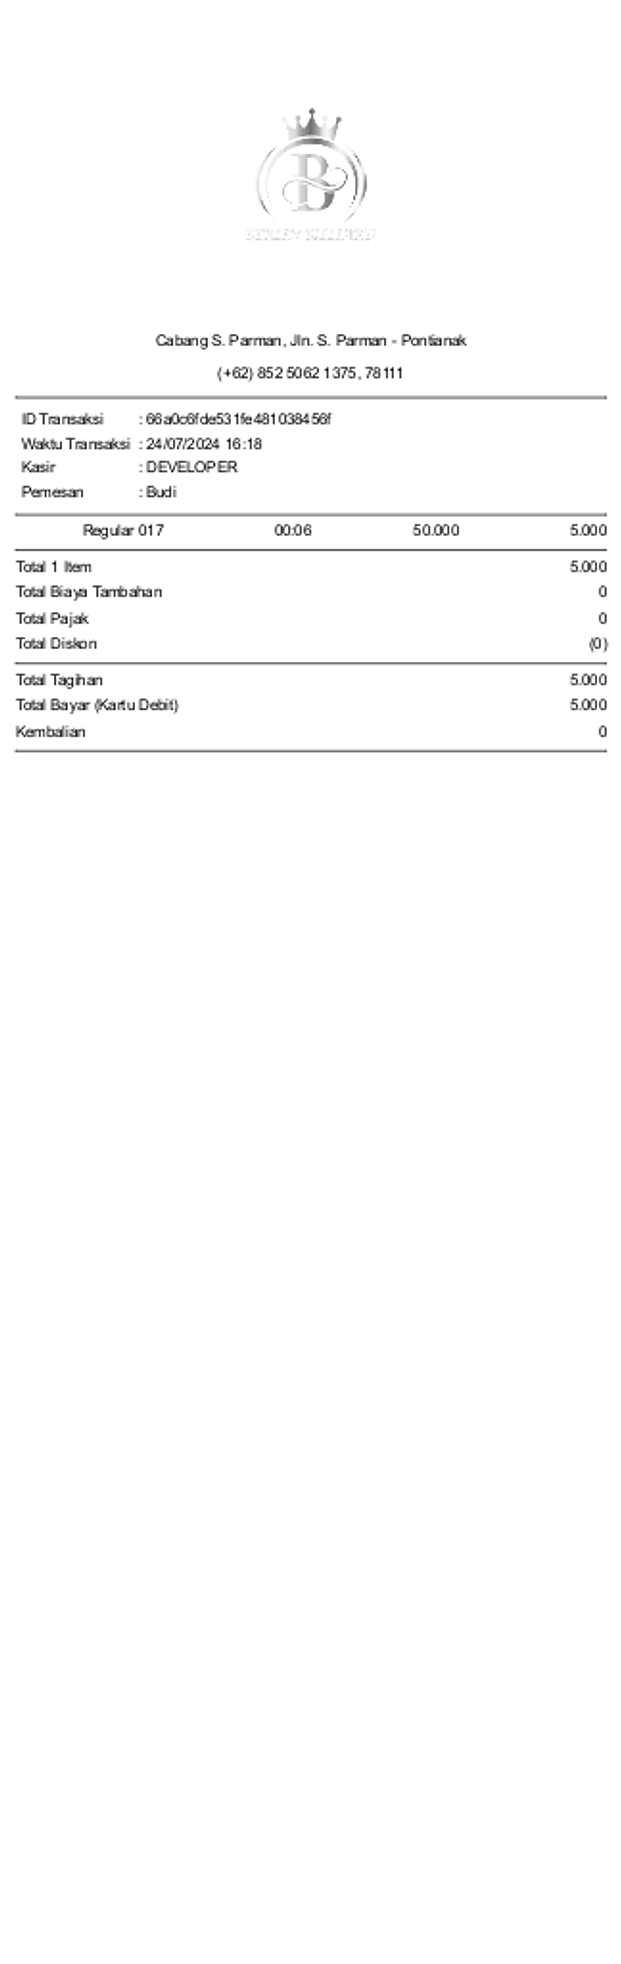 B
Cabang S. Parman, Jln. S. Parman - Pontianak
(+62) 852 5062 1375, 78111
ID Transaksi : 66a0c6fde531fe481038456f
Waktu Transaksi : 24/07/2024 16:18
Kasir : DEVELOPER
Pemesan : Budi
Regular 017 00:06 50.000 5.000
Total 1 Item 5.000
Total Biaya Tambahan 0
Total Pajak 0
Total Diskon (0)
Total Tagihan 5.000
Total Bayar (Kartu Debit) 5.000
Kembalian 0